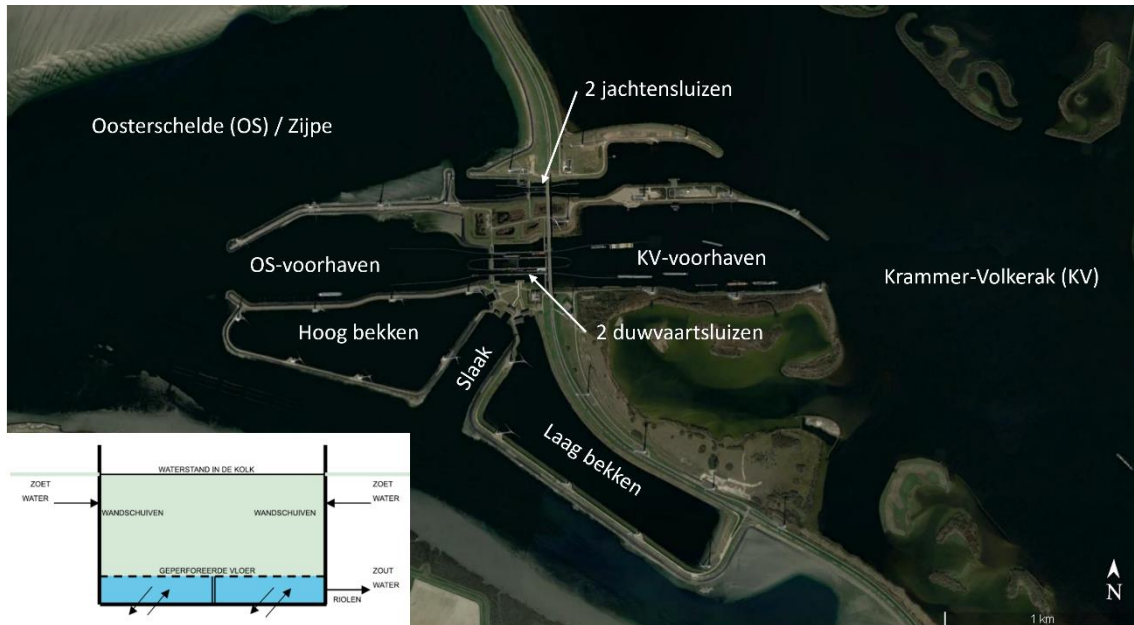 2 jachtensluizen
Oosterschelde (OS) / Zijpe
OS-voorhaven
KV-voorhaven
Krammer-Volkerak (KV)
Hoog bekken
2 duwvaartsluizen
Slaak
Laag bekken
WATERSTAND IN DE KOLK
ZOET
WATER
ZOET
WATER
WANDSCHUIVEN
WANDSCHUIVEN
GEPERFOREERDE VLOER
ZOUT
WATER
RIOLEN
N
1 km